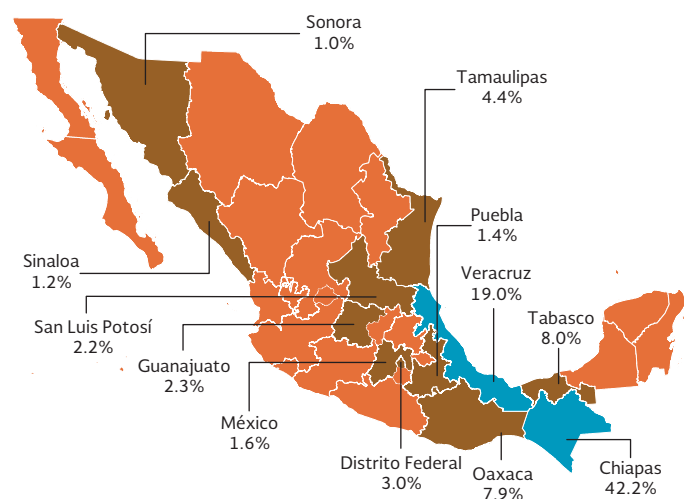 Sonora
1.0%
Tamaulipas
4.4%
Puebla
1.4%
Sinaloa
1.2%
Veracruz
19.0%
San Luis Potosí
2.2%
Tabasco
8.0%
Guanajuato
2.3%
México
1.6%
Distrito Federal
3.0%
Oaxaca
7.9%
Chiapas
42.2%